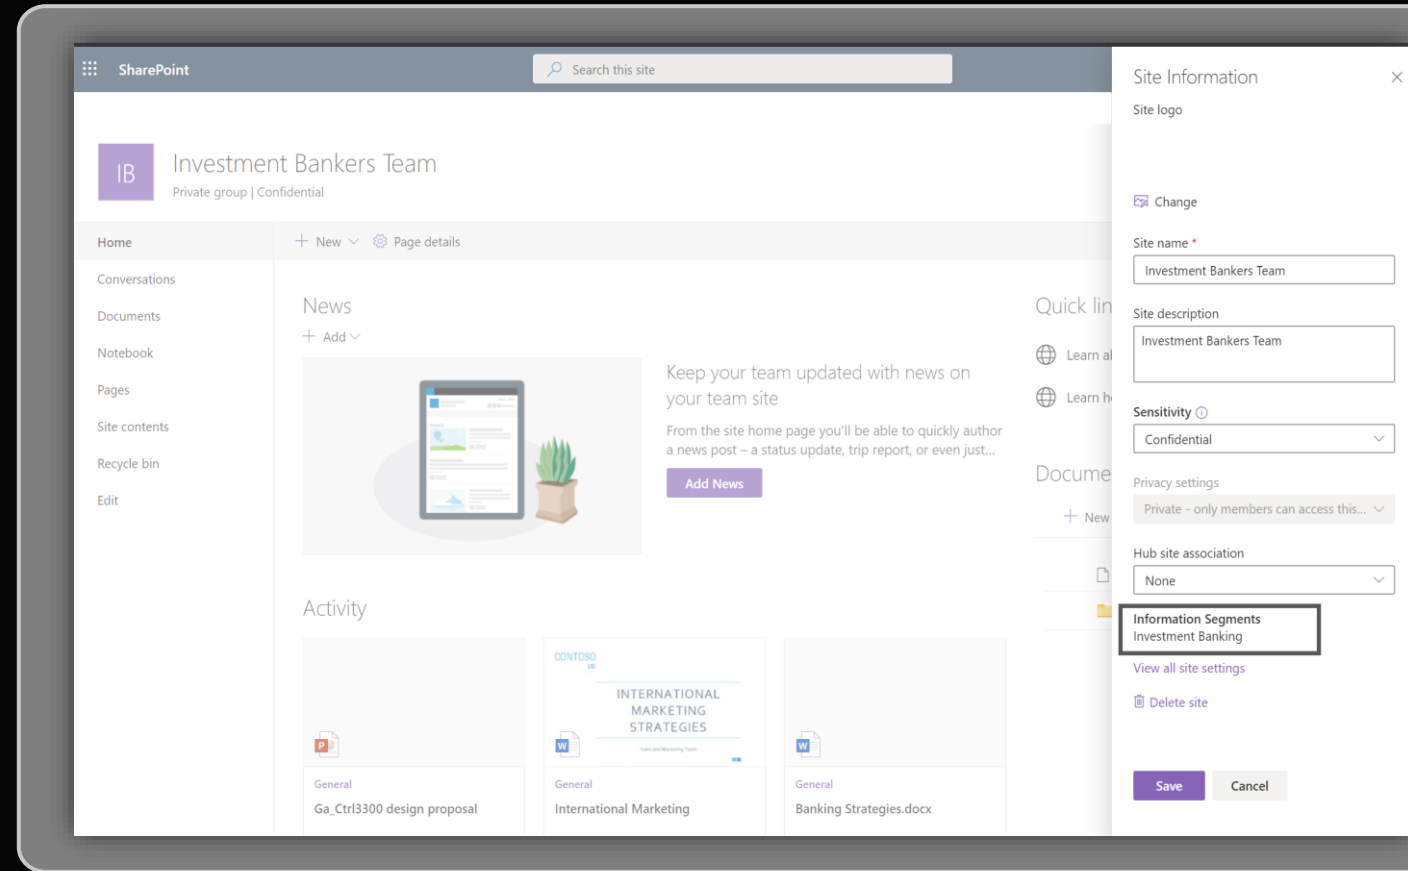 SharePoint
Search this site
IB
Investment Bankers Team
Private group | Confidential
Home
Conversations
Documents
Notebook
Pages
Site contents
Recycle bin
Edit
+ New
Page details
News
+ Add
Keep your team updated with news on
your team site
From the site home page you'll be able to quickly author
a news post – a status update, trip report, or even just...
Add News
Quick lin
Learn al
Learn h
Docume
+ New
Activity
General
Ga_Ctrl3300 design proposal
CONTOSO
INTERNATIONAL
MARKETING
STRATEGIES
Sales and Marketing Team
General
International Marketing
General
Banking Strategies.docx
Site Information
Site logo
Change
Site name *
Investment Bankers Team
Site description
Investment Bankers Team
Sensitivity
Confidential
Privacy settings
Private - only members can access this...
Hub site association
None
Information Segments
Investment Banking
View all site settings
Delete site
Save
Cancel